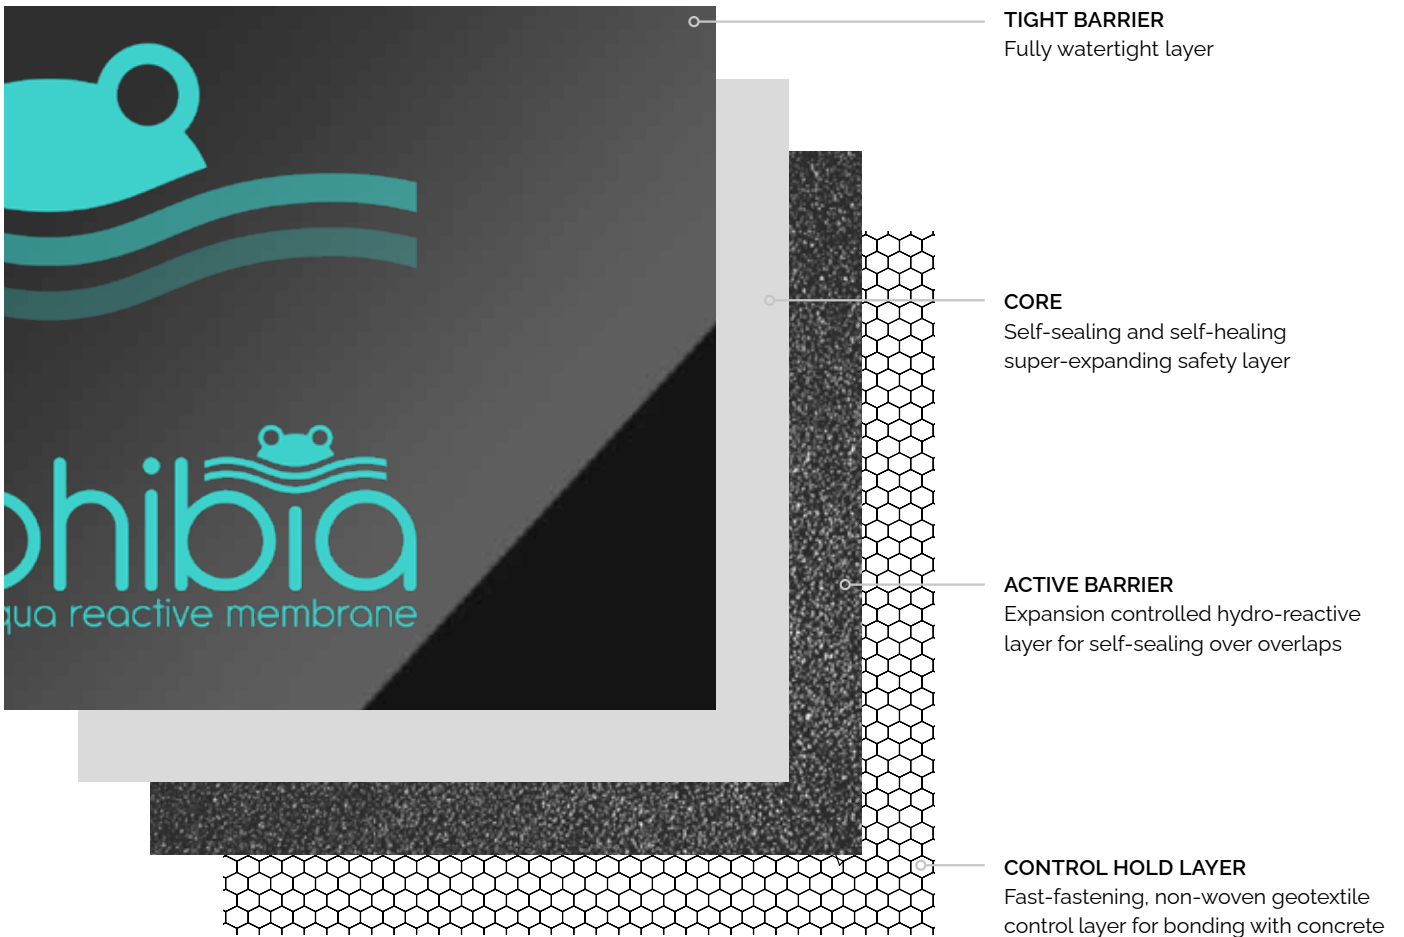 TIGHT BARRIER
Fully watertight layer
CORE
Self-sealing and self-healing
super-expanding safety layer
phibia
qua reactive membrane
ACTIVE BARRIER
Expansion controlled hydro-reactive
layer for self-sealing over overlaps
CONTROL HOLD LAYER
Fast-fastening, non-woven geotextile
control layer for bonding with concrete